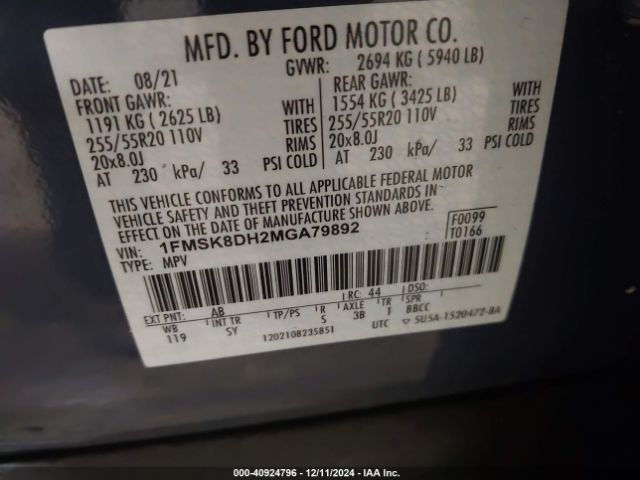 MFD. BY FORD MOTOR CO.
DATE: 08/21 GVWR: 2694 KG ( 5940 LB)
FRONT GAWR: REAR GAWR:
1191 KG ( 2625 LB) WITH 1554 KG ( 3425 LB) WITH
255/55R20 110V TIRES 255/55R20 110V TIRES
20x8.0J RIMS 20x8.0J RIMS
AT 230 kPa/ 33 PSI COLD AT 230 kPa/ 33 PSI COLD
THIS VEHICLE CONFORMS TO ALL APPLICABLE FEDERAL MOTOR
VEHICLE SAFETY AND THEFT PREVENTION STANDARDS IN
EFFECT ON THE DATE OF MANUFACTURE SHOWN ABOVE.
VIN: 1FMSK8DH2MGA79892 F0099
TYPE: MPV T0166
EXT PNT: AB RC: 44 DSO:
WB INT TR TP/PS R AXLE TR SPR
119 SY S 3B 1 BBCC
1202108235851 UTC ▽ 5U5A-1520472-BA
000-40924796 - 12/11/2024 - IAAI.com